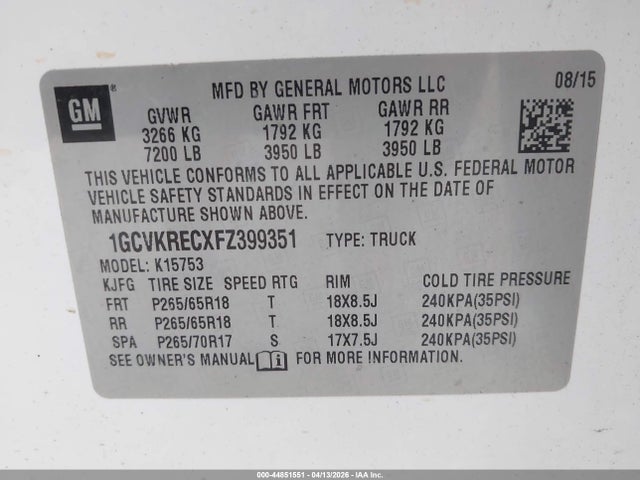 GM
MFD BY GENERAL MOTORS LLC 08/15
GVWR GAWR FRT GAWR RR
3266 KG 1792 KG 1792 KG
7200 LB 3950 LB 3950 LB
THIS VEHICLE CONFORMS TO ALL APPLICABLE U.S. FEDERAL MOTOR
VEHICLE SAFETY STANDARDS IN EFFECT ON THE DATE OF
MANUFACTURE SHOWN ABOVE.
1GCVKRECXFZ399351 TYPE: TRUCK
MODEL: K15753
KJFG TIRE SIZE SPEED RTG RIM COLD TIRE PRESSURE
FRT P265/65R18 T 18X8.5J 240KPA(35PSI)
RR P265/65R18 T 18X8.5J 240KPA(35PSI)
SPA P265/70R17 S 17X7.5J 240KPA(35PSI)
SEE OWNER'S MANUAL FOR MORE INFORMATION.
000-44851551 - 04/13/2026 - IAA Inc.